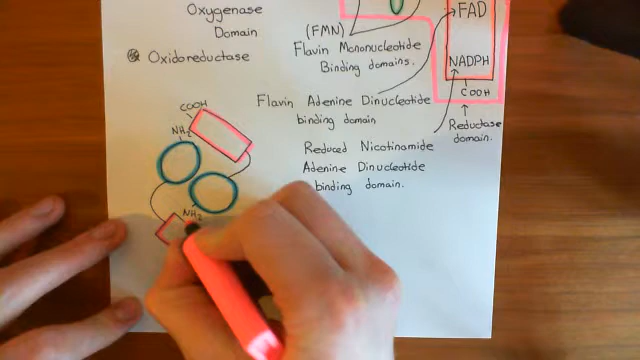 Oxygenase
Domain
Oxidoreductase
(FMN)
Flavin Mononucleotide
Binding domains.
FAD
NADPH
COOH
Reductase
domain.
Flavin Adenine Dinucleotide
binding domain
Reduced Nicotinamide
Adenine Dinucleotide
binding domain.
COOH
NH2
NH2